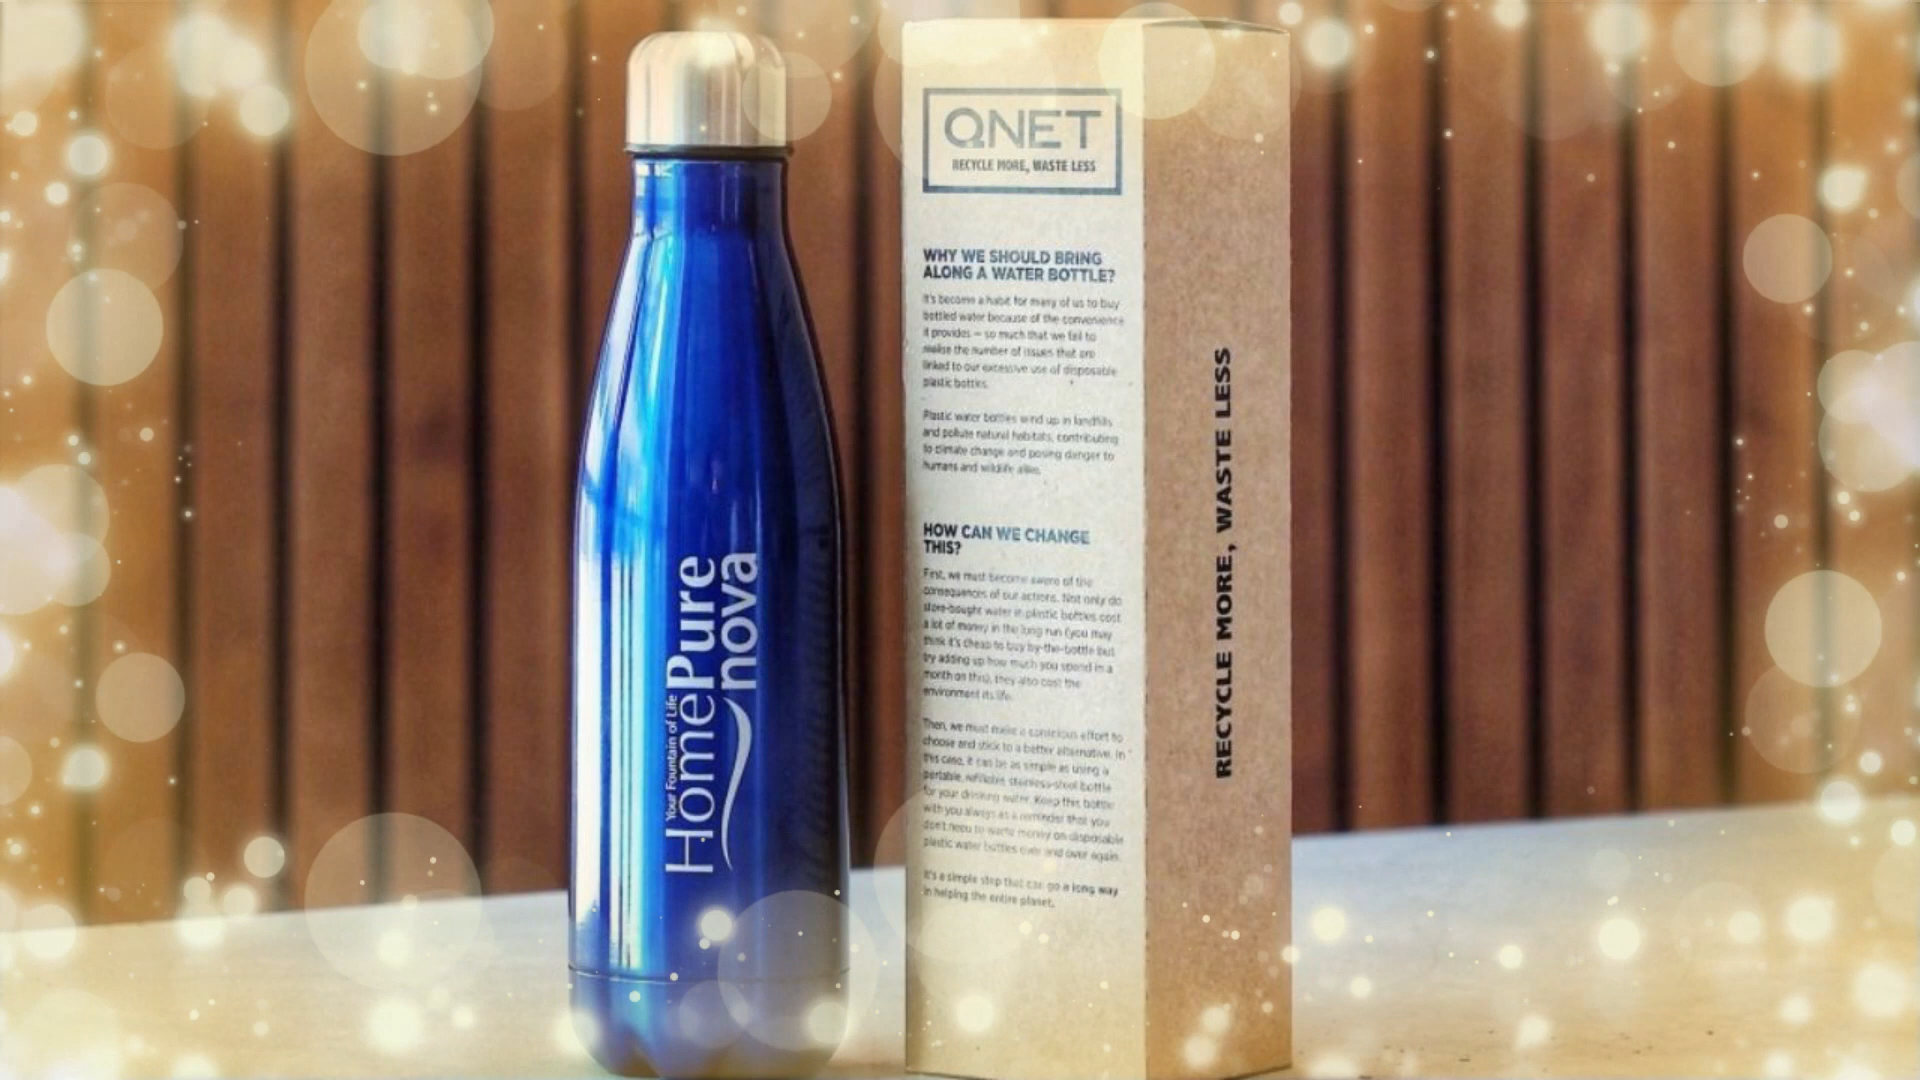 Your Fountain of Life
HomePure
nova
QNET
RECYCLE MORE, WASTE LESS
WHY WE SHOULD BRING
ALONG A WATER BOTTLE?
It's become a habit for many of us to buy
bottled water because of the convenience
it provides – so much that we fail to
realise the number of issues that are
linked to our excessive use of disposable
plastic bottles.
Plastic water bottles wind up in landfills
and pollute natural habitats, contributing
to climate change and posing danger to
humans and wildlife alike.
HOW CAN WE CHANGE
THIS?
First, we must become aware of the
consequences of our actions. Not only do
store-bought water in plastic bottles cost
a lot of money in the long run (you may
think it's cheap to buy by-the-bottle but
try adding up how much you spend in a
month on this), they also cost the
environment its life.
Then, we must make a conscious effort to
choose and stick to a better alternative. In
this case, it can be as simple as using a
portable, refillable stainless-steel bottle
for your drinking water. Keep this bottle
with you always as a reminder that you
don't need to waste money on disposable
plastic water bottles over and over again.
It's a simple step that can go a long way
in helping the entire planet.
RECYCLE MORE, WASTE LESS